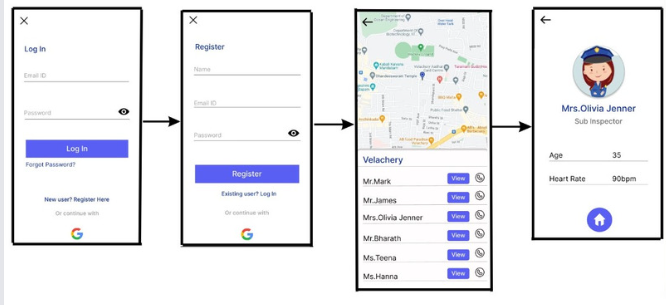 Log In
Email ID
Password
Log In
Forgot Password?
New user? Register Here
Or continue with
Register
Name
Email ID
Password
Register
Existing user? Log In
Or continue with
Velachery
Mr.Mark View
Mr.James View
Mrs.Olivia Jenner View
Mr.Bharath View
Ms.Teena View
Ms.Hanna View
Mrs.Olivia Jenner
Sub Inspector
Age 35
Heart Rate 90bpm